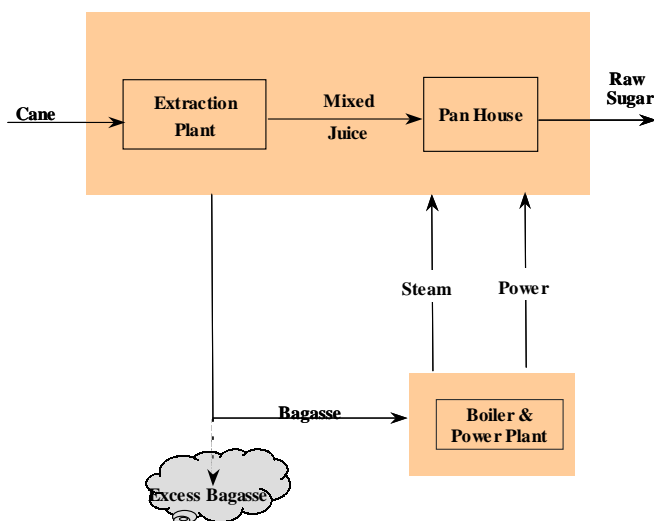 Cane
Extraction
Plant
Mixed
Juice
Pan House
Raw
Sugar
Steam
Power
Bagasse
Boiler &
Power Plant
Excess Bagasse